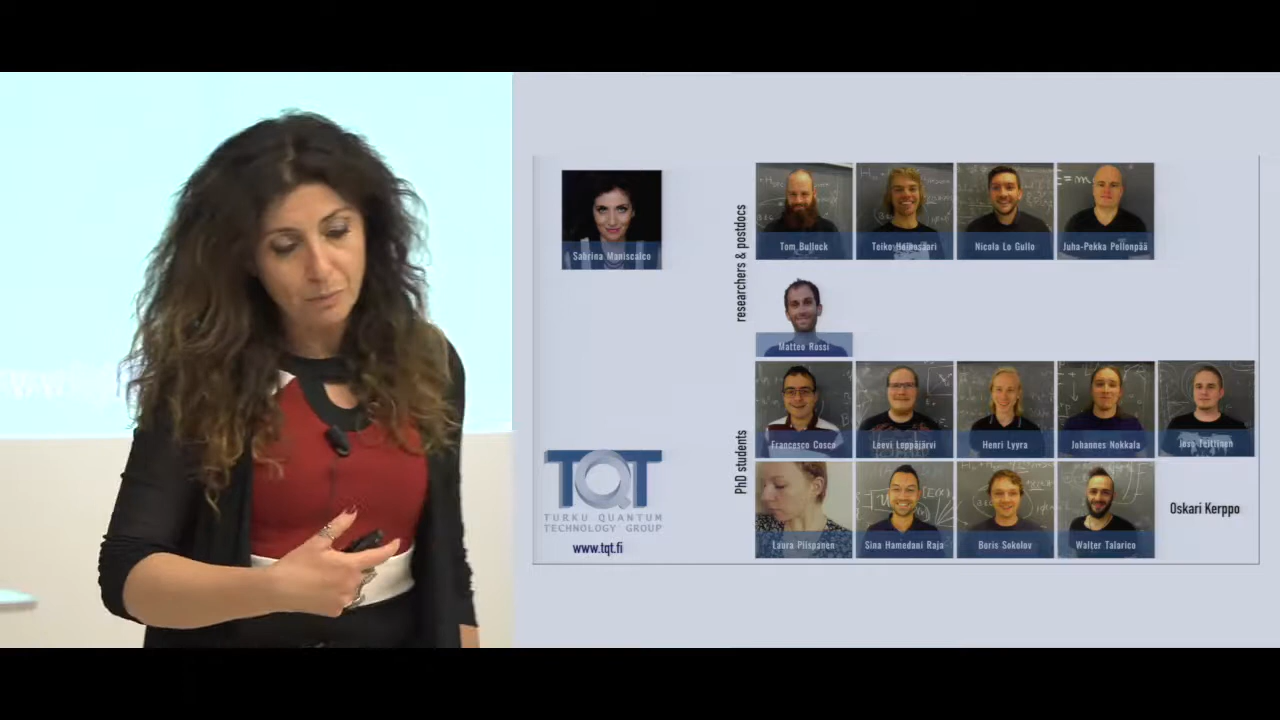 Sabrina Maniscalco
researchers & postdocs
Tom Bullock
Teiko Heinosaari
Nicola Lo Gullo
Juha-Pekka Pellonpää
Matteo Rossi
PhD students
Francesco Cosco
Leevi Leppäjärvi
Henri Lyyra
Johannes Nokkala
Jose Teittinen
Laura Piispanen
Sina Hamedani Raja
Boris Sokolov
Walter Talarico
Oskari Kerppo
TQT
TURKU QUANTUM
TECHNOLOGY GROUP
www.tqt.fi